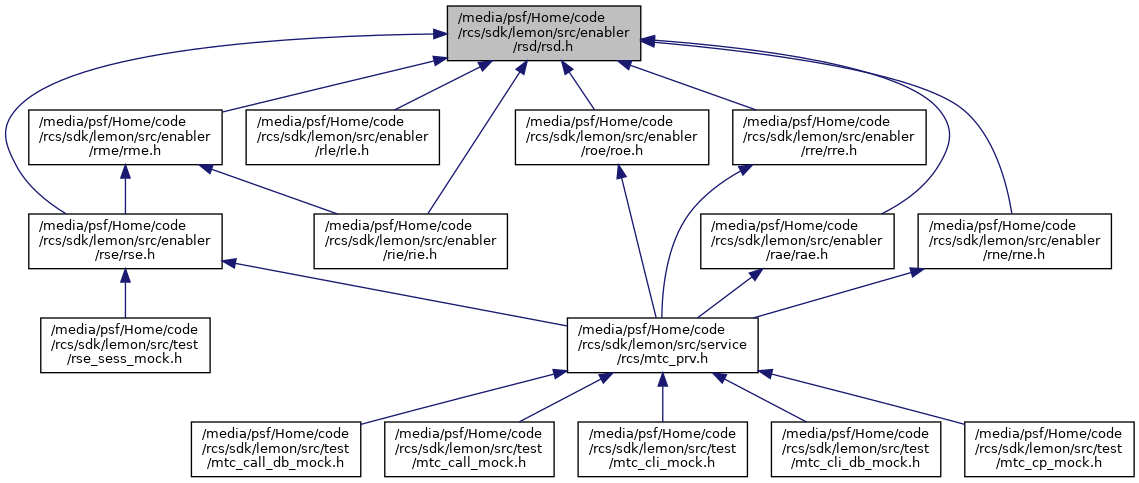 /media/psf/Home/code
/rcs/sdk/lemon/src/enabler
/rsd/rsd.h
/media/psf/Home/code
/rcs/sdk/lemon/src/enabler
/rme/rme.h
/media/psf/Home/code
/rcs/sdk/lemon/src/enabler
/rle/rle.h
/media/psf/Home/code
/rcs/sdk/lemon/src/enabler
/roe/roe.h
/media/psf/Home/code
/rcs/sdk/lemon/src/enabler
/rre/rre.h
/media/psf/Home/code
/rcs/sdk/lemon/src/enabler
/rse/rse.h
/media/psf/Home/code
/rcs/sdk/lemon/src/enabler
/rie/rie.h
/media/psf/Home/code
/rcs/sdk/lemon/src/enabler
/rae/rae.h
/media/psf/Home/code
/rcs/sdk/lemon/src/enabler
/rne/rne.h
/media/psf/Home/code
/rcs/sdk/lemon/src/test
/rse_sess_mock.h
/media/psf/Home/code
/rcs/sdk/lemon/src/service
/rcs/mtc_prv.h
/media/psf/Home/code
/rcs/sdk/lemon/src/test
/mtc_call_db_mock.h
/media/psf/Home/code
/rcs/sdk/lemon/src/test
/mtc_call_mock.h
/media/psf/Home/code
/rcs/sdk/lemon/src/test
/mtc_cli_mock.h
/media/psf/Home/code
/rcs/sdk/lemon/src/test
/mtc_cli_db_mock.h
/media/psf/Home/code
/rcs/sdk/lemon/src/test
/mtc_cp_mock.h